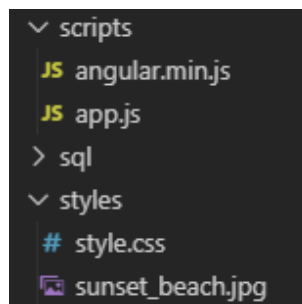 scripts
JS angular.min.js
JS app.js
sql
styles
# style.css
sunset_beach.jpg